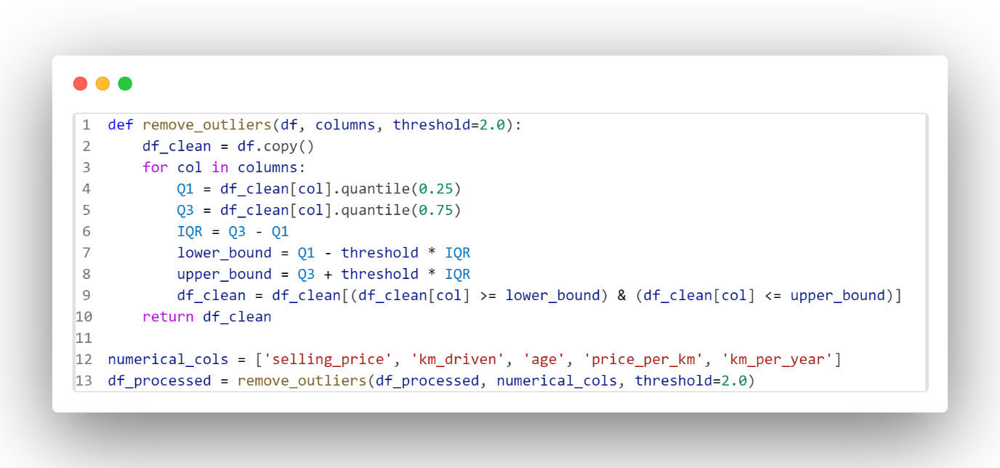 1 def remove_outliers(df, columns, threshold=2.0):
2     df_clean = df.copy()
3     for col in columns:
4         Q1 = df_clean[col].quantile(0.25)
5         Q3 = df_clean[col].quantile(0.75)
6         IQR = Q3 - Q1
7         lower_bound = Q1 - threshold * IQR
8         upper_bound = Q3 + threshold * IQR
9         df_clean = df_clean[(df_clean[col] >= lower_bound) & (df_clean[col] <= upper_bound)]
10     return df_clean
11
12 numerical_cols = ['selling_price', 'km_driven', 'age', 'price_per_km', 'km_per_year']
13 df_processed = remove_outliers(df_processed, numerical_cols, threshold=2.0)